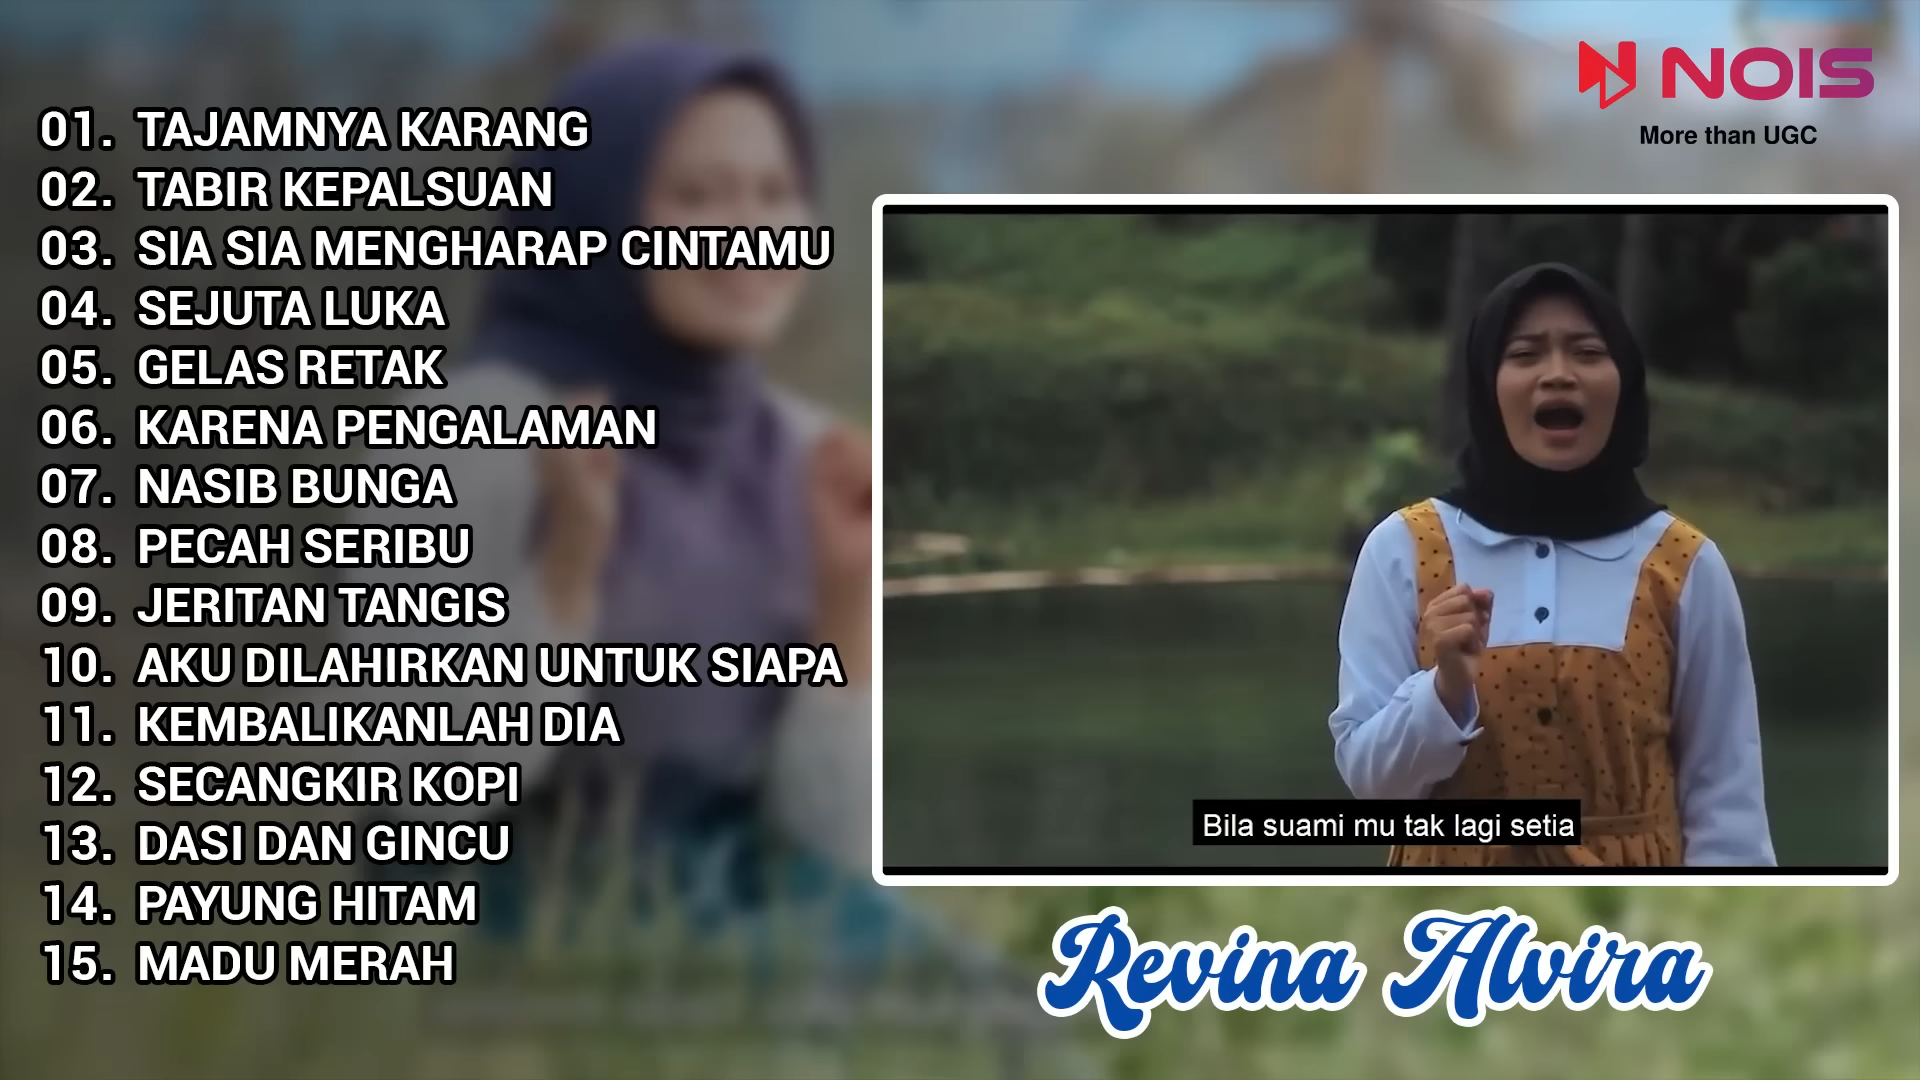 01. TAJAMNYA KARANG
02. TABIR KEPALSUAN
03. SIA SIA MENGHARAP CINTAMU
04. SEJUTA LUKA
05. GELAS RETAK
06. KARENA PENGALAMAN
07. NASIB BUNGA
08. PECAH SERIBU
09. JERITAN TANGIS
10. AKU DILAHIRKAN UNTUK SIAPA
11. KEMBALIKANLAH DIA
12. SECANGKIR KOPI
13. DASI DAN GINCU
14. PAYUNG HITAM
15. MADU MERAH
NOIS
More than UGC
Bila suami mu tak lagi setia
Revina Alvira